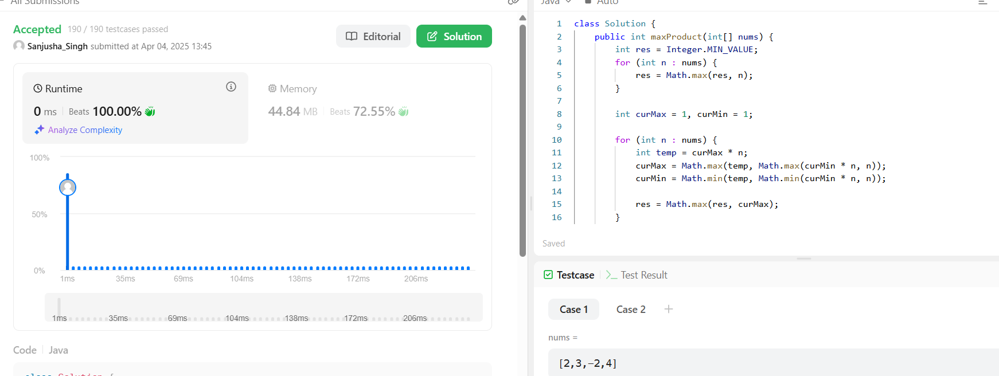 All Submissions
Accepted 190 / 190 testcases passed
Sanjusha_Singh submitted at Apr 04, 2025 13:45
Editorial
Solution
Runtime
0 ms Beats 100.00%
Analyze Complexity
Memory
44.84 MB Beats 72.55%
100%
50%
0%
1ms 35ms 69ms 104ms 138ms 172ms 206ms
1ms 35ms 69ms 104ms 138ms 172ms 206ms
Code Java
class Solution {
Java Auto
1 class Solution {
2 public int maxProduct(int[] nums) {
3 int res = Integer.MIN_VALUE;
4 for (int n : nums) {
5 res = Math.max(res, n);
6 }
7
8 int curMax = 1, curMin = 1;
9
10 for (int n : nums) {
11 int temp = curMax * n;
12 curMax = Math.max(temp, Math.max(curMin * n, n));
13 curMin = Math.min(temp, Math.min(curMin * n, n));
14
15 res = Math.max(res, curMax);
16 }
Saved
Testcase >_ Test Result
Case 1 Case 2 +
nums =
[2,3,-2,4]